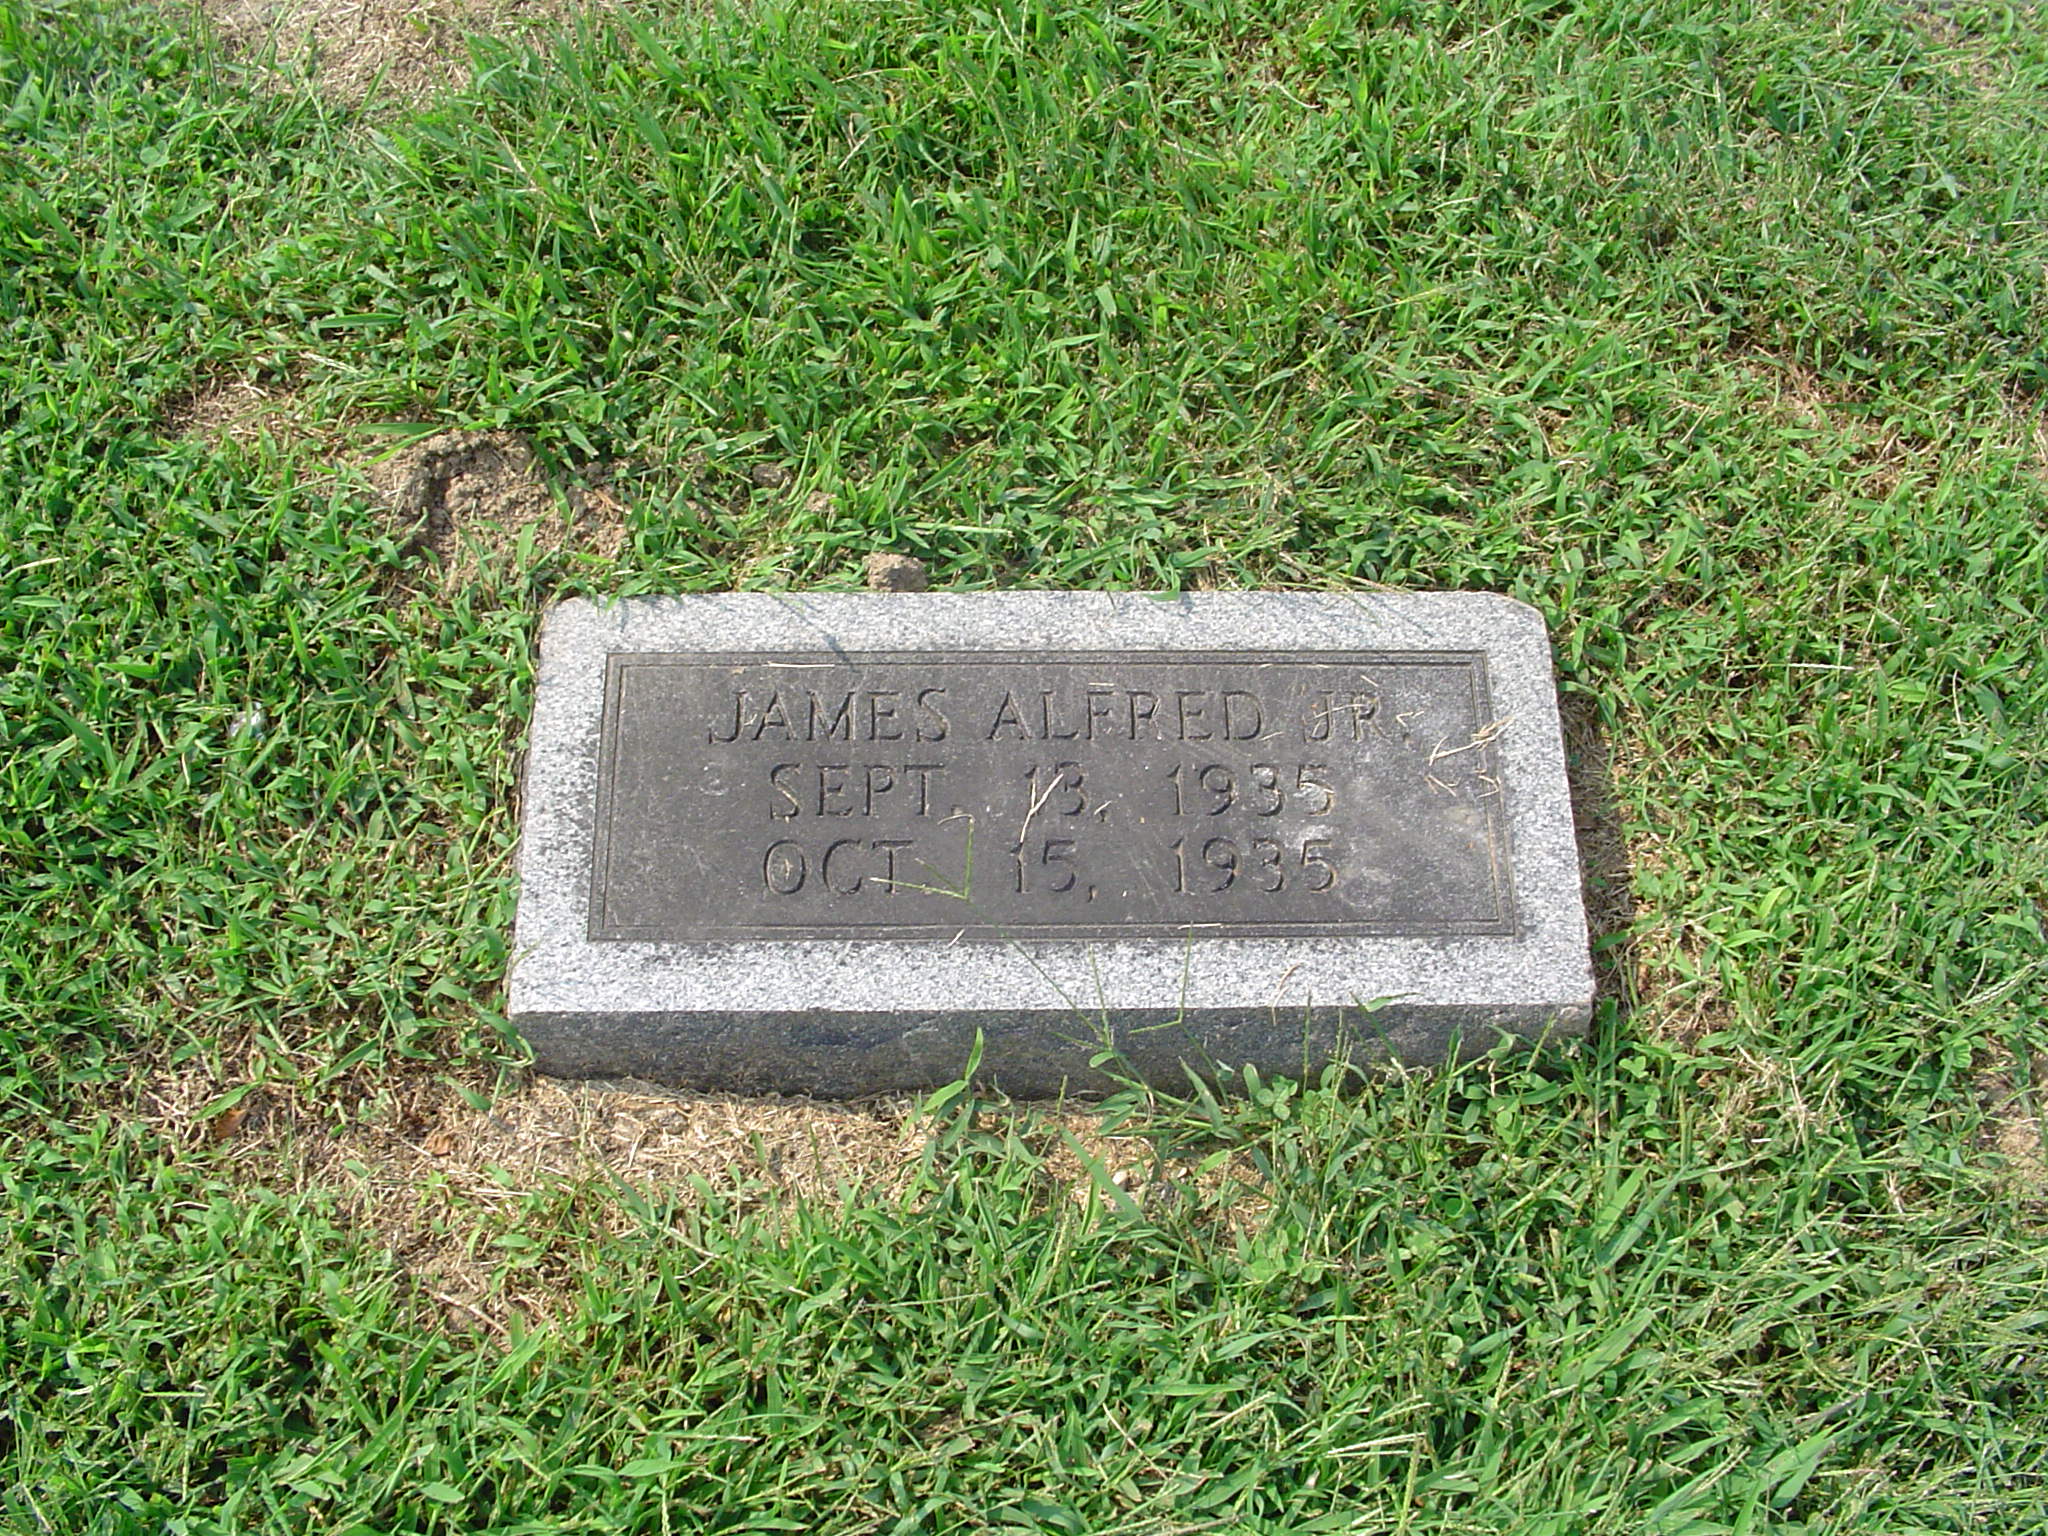 JAMES ALFRED JR.
SEPT. 13, 1935
OCT. 15, 1935